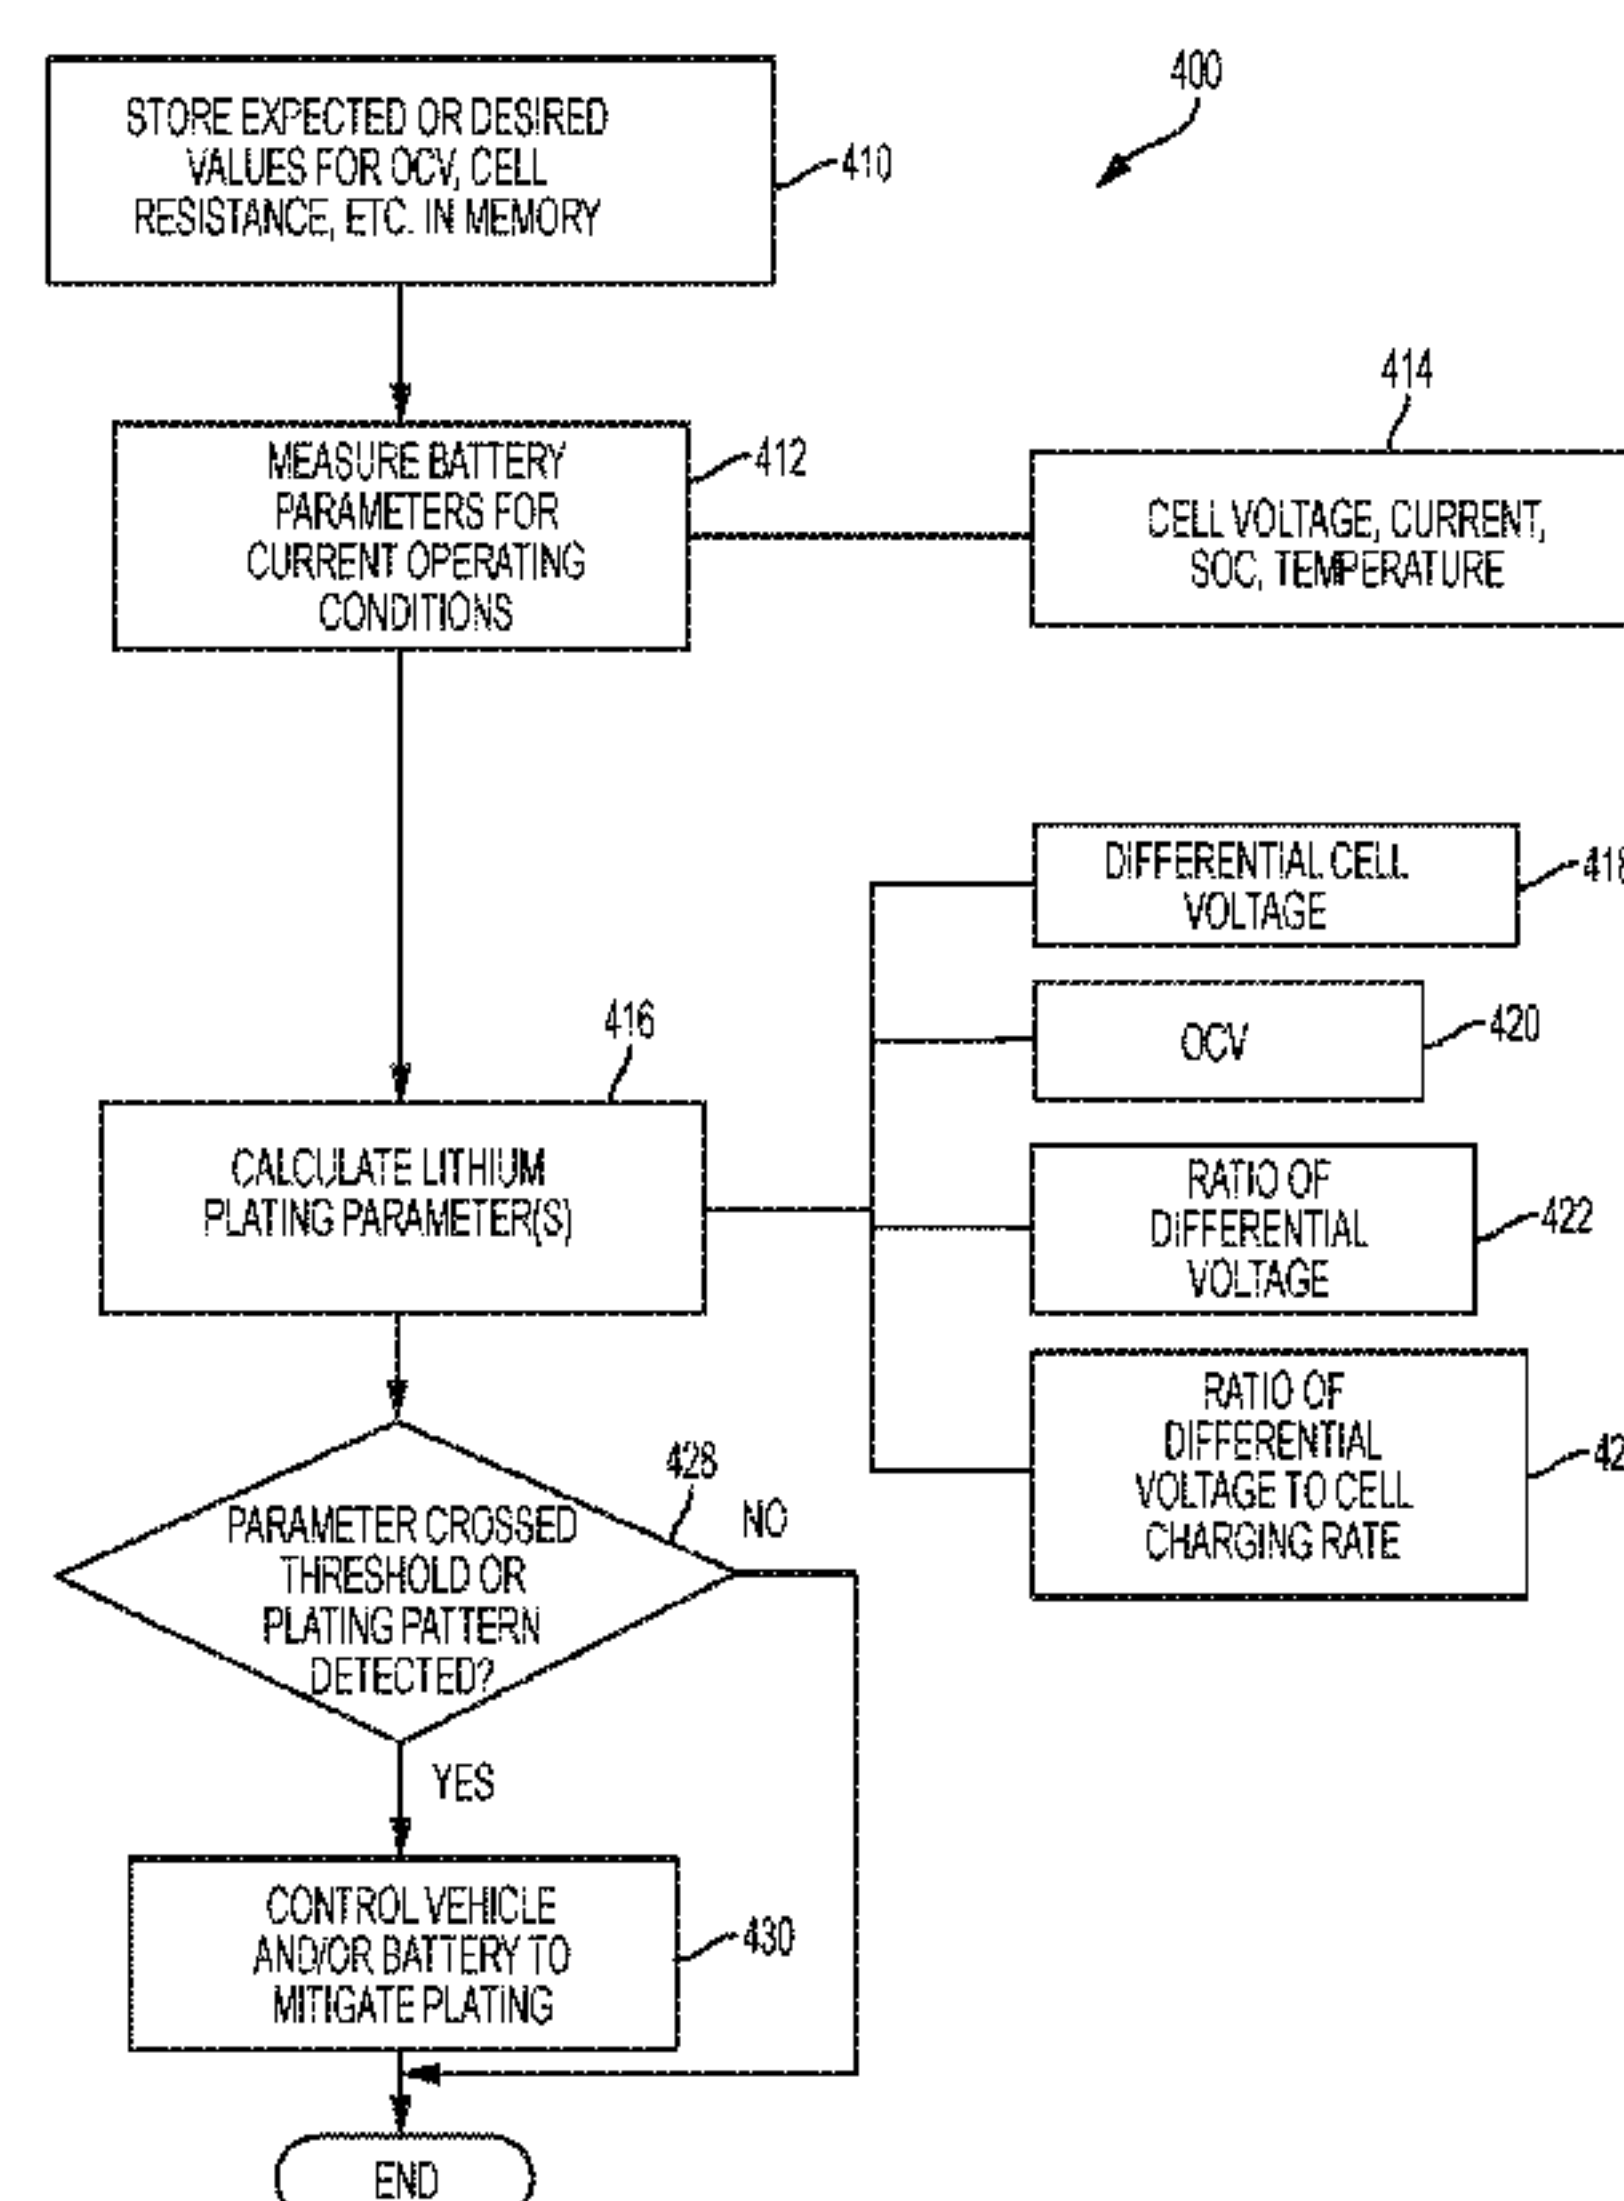 400
STORE EXPECTED OR DESIRED
VALUES FOR OCV, CELL
RESISTANCE, ETC. IN MEMORY
410
MEASURE BATTERY
PARAMETERS FOR
CURRENT OPERATING
CONDITIONS
412
414
CELL VOLTAGE, CURRENT,
SOC, TEMPERATURE
416
CALCULATE LITHIUM
PLATING PARAMETER(S)
DIFFERENTIAL CELL
VOLTAGE
418
OCV
420
RATIO OF
DIFFERENTIAL
VOLTAGE
422
RATIO OF
DIFFERENTIAL
VOLTAGE TO CELL
CHARGING RATE
428
PARAMETER CROSSED
THRESHOLD OR
PLATING PATTERN
DETECTED?
NO
YES
CONTROL VEHICLE
AND/OR BATTERY TO
MITIGATE PLATING
430
END